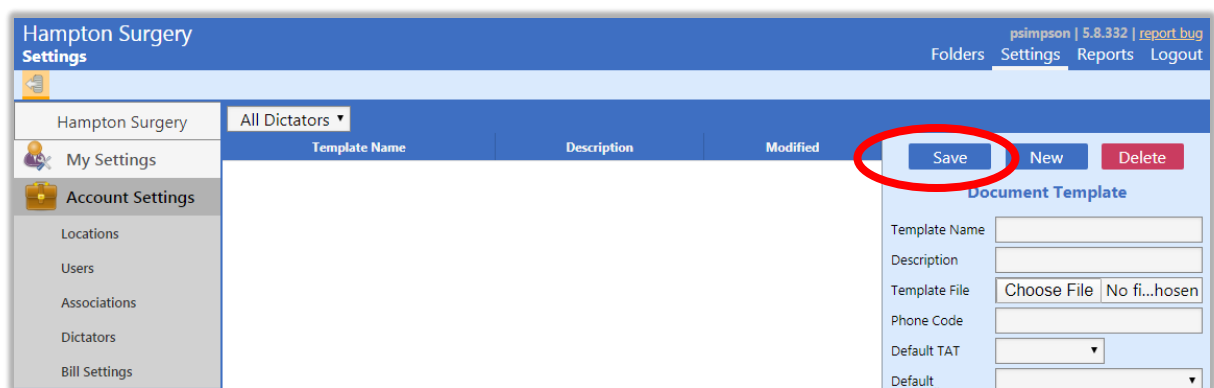 Hampton Surgery
Settings
psimpson | 5.8.332 | report bug
Folders Settings Reports Logout
Hampton Surgery
My Settings
Account Settings
Locations
Users
Associations
Dictators
Bill Settings
All Dictators
Template Name Description Modified
Save New Delete
Document Template
Template Name
Description
Template File Choose File No fi...hosen
Phone Code
Default TAT
Default